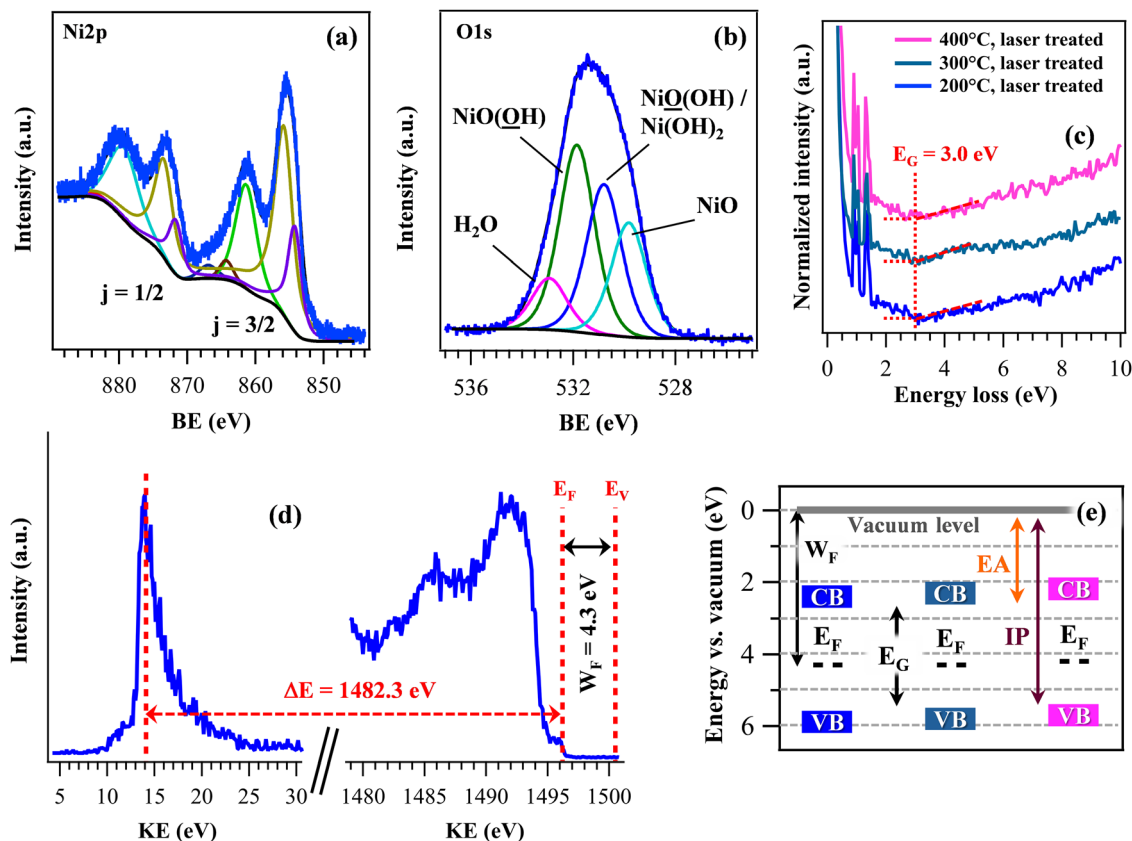 Ni2p
(a)
Intensity (a.u.)
j = 1/2
j = 3/2
880
870
860
850
BE (eV)
O1s
(b)
Intensity (a.u.)
NiO(OH)
NiO(OH) /
Ni(OH)2
H2O
NiO
536
532
528
BE (eV)
400°C, laser treated
300°C, laser treated
200°C, laser treated
(c)
Normalized intensity (a.u.)
EG = 3.0 eV
0
2
4
6
8
10
Energy loss (eV)
(d)
Intensity (a.u.)
EF
EV
WF = 4.3 eV
ΔE = 1482.3 eV
5
10
15
20
25
30
KE (eV)
1480
1485
1490
1495
1500
KE (eV)
(e)
Energy vs. vacuum (eV)
0
2
4
6
Vacuum level
WF
EA
IP
CB
CB
CB
EF
EG
EF
EF
VB
VB
VB